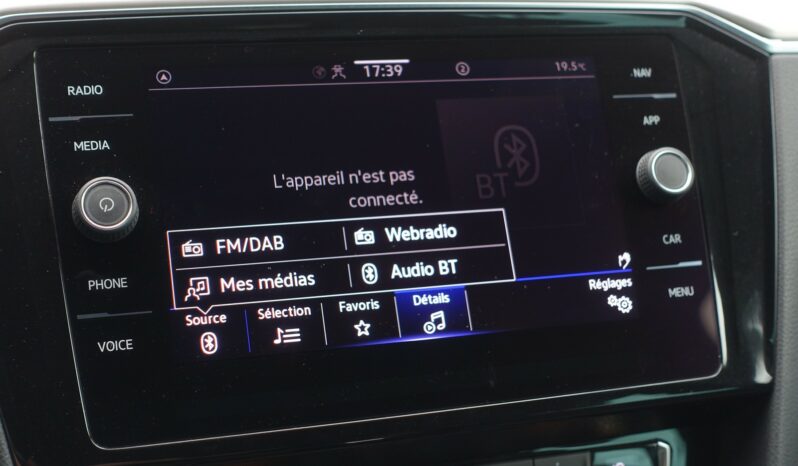 RADIO
MEDIA
PHONE
VOICE
17:39
2
19.5°C
L'appareil n'est pas
connecté.
BT
FM/DAB
Webradio
Mes médias
Audio BT
Source
Sélection
Favoris
Détails
Réglages
NAV
APP
CAR
MENU